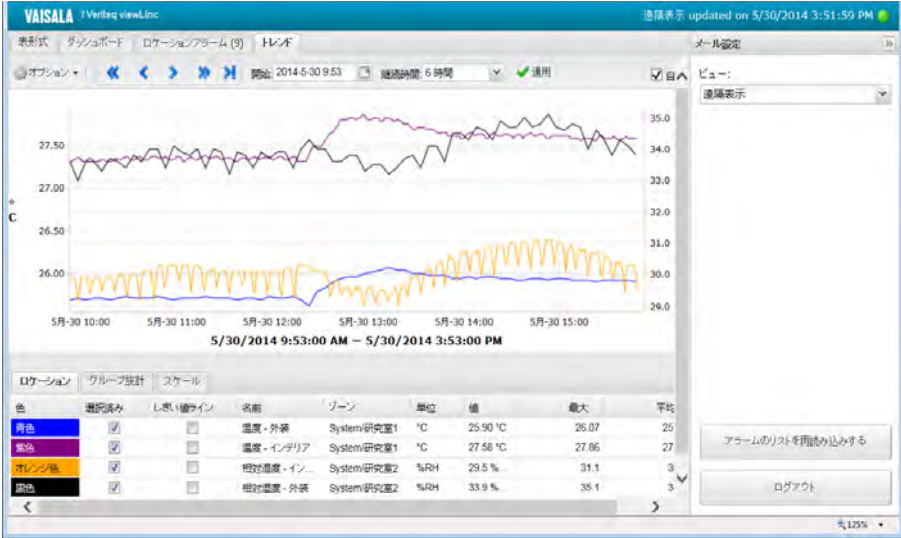 VAISALA / Veriteq viewLinc
遠隔表示 updated on 5/30/2014 3:51:59 PM
表形式 ダッシュボード ロケーションアラーム (9) トレンド
メール設定
オプション 開始: 2014-5-30 9:53 継続時間: 6 時間 適用
ビュー:
遠隔表示
27.50
27.00
26.50
26.00
° C
35.0
34.0
33.0
32.0
31.0
30.0
29.0
5月-30 10:00 5月-30 11:00 5月-30 12:00 5月-30 13:00 5月-30 14:00 5月-30 15:00
5/30/2014 9:53:00 AM — 5/30/2014 3:53:00 PM
ロケーション グループ統計 スケール
色 選択済み しきい値ライン 名前 ゾーン 単位 値 最大 平均
青色 温度 - 外装 System/研究室1 °C 25.90 °C 26.07 25
紫色 温度 - インテリア System/研究室1 °C 27.58 °C 27.86 27
オレンジ色 相対湿度 - イン... System/研究室2 %RH 29.5 %... 31.1 3
黒色 相対湿度 - 外装 System/研究室2 %RH 33.9 %... 35.1 3
アラームのリストを再読み込みする
ログアウト
125%